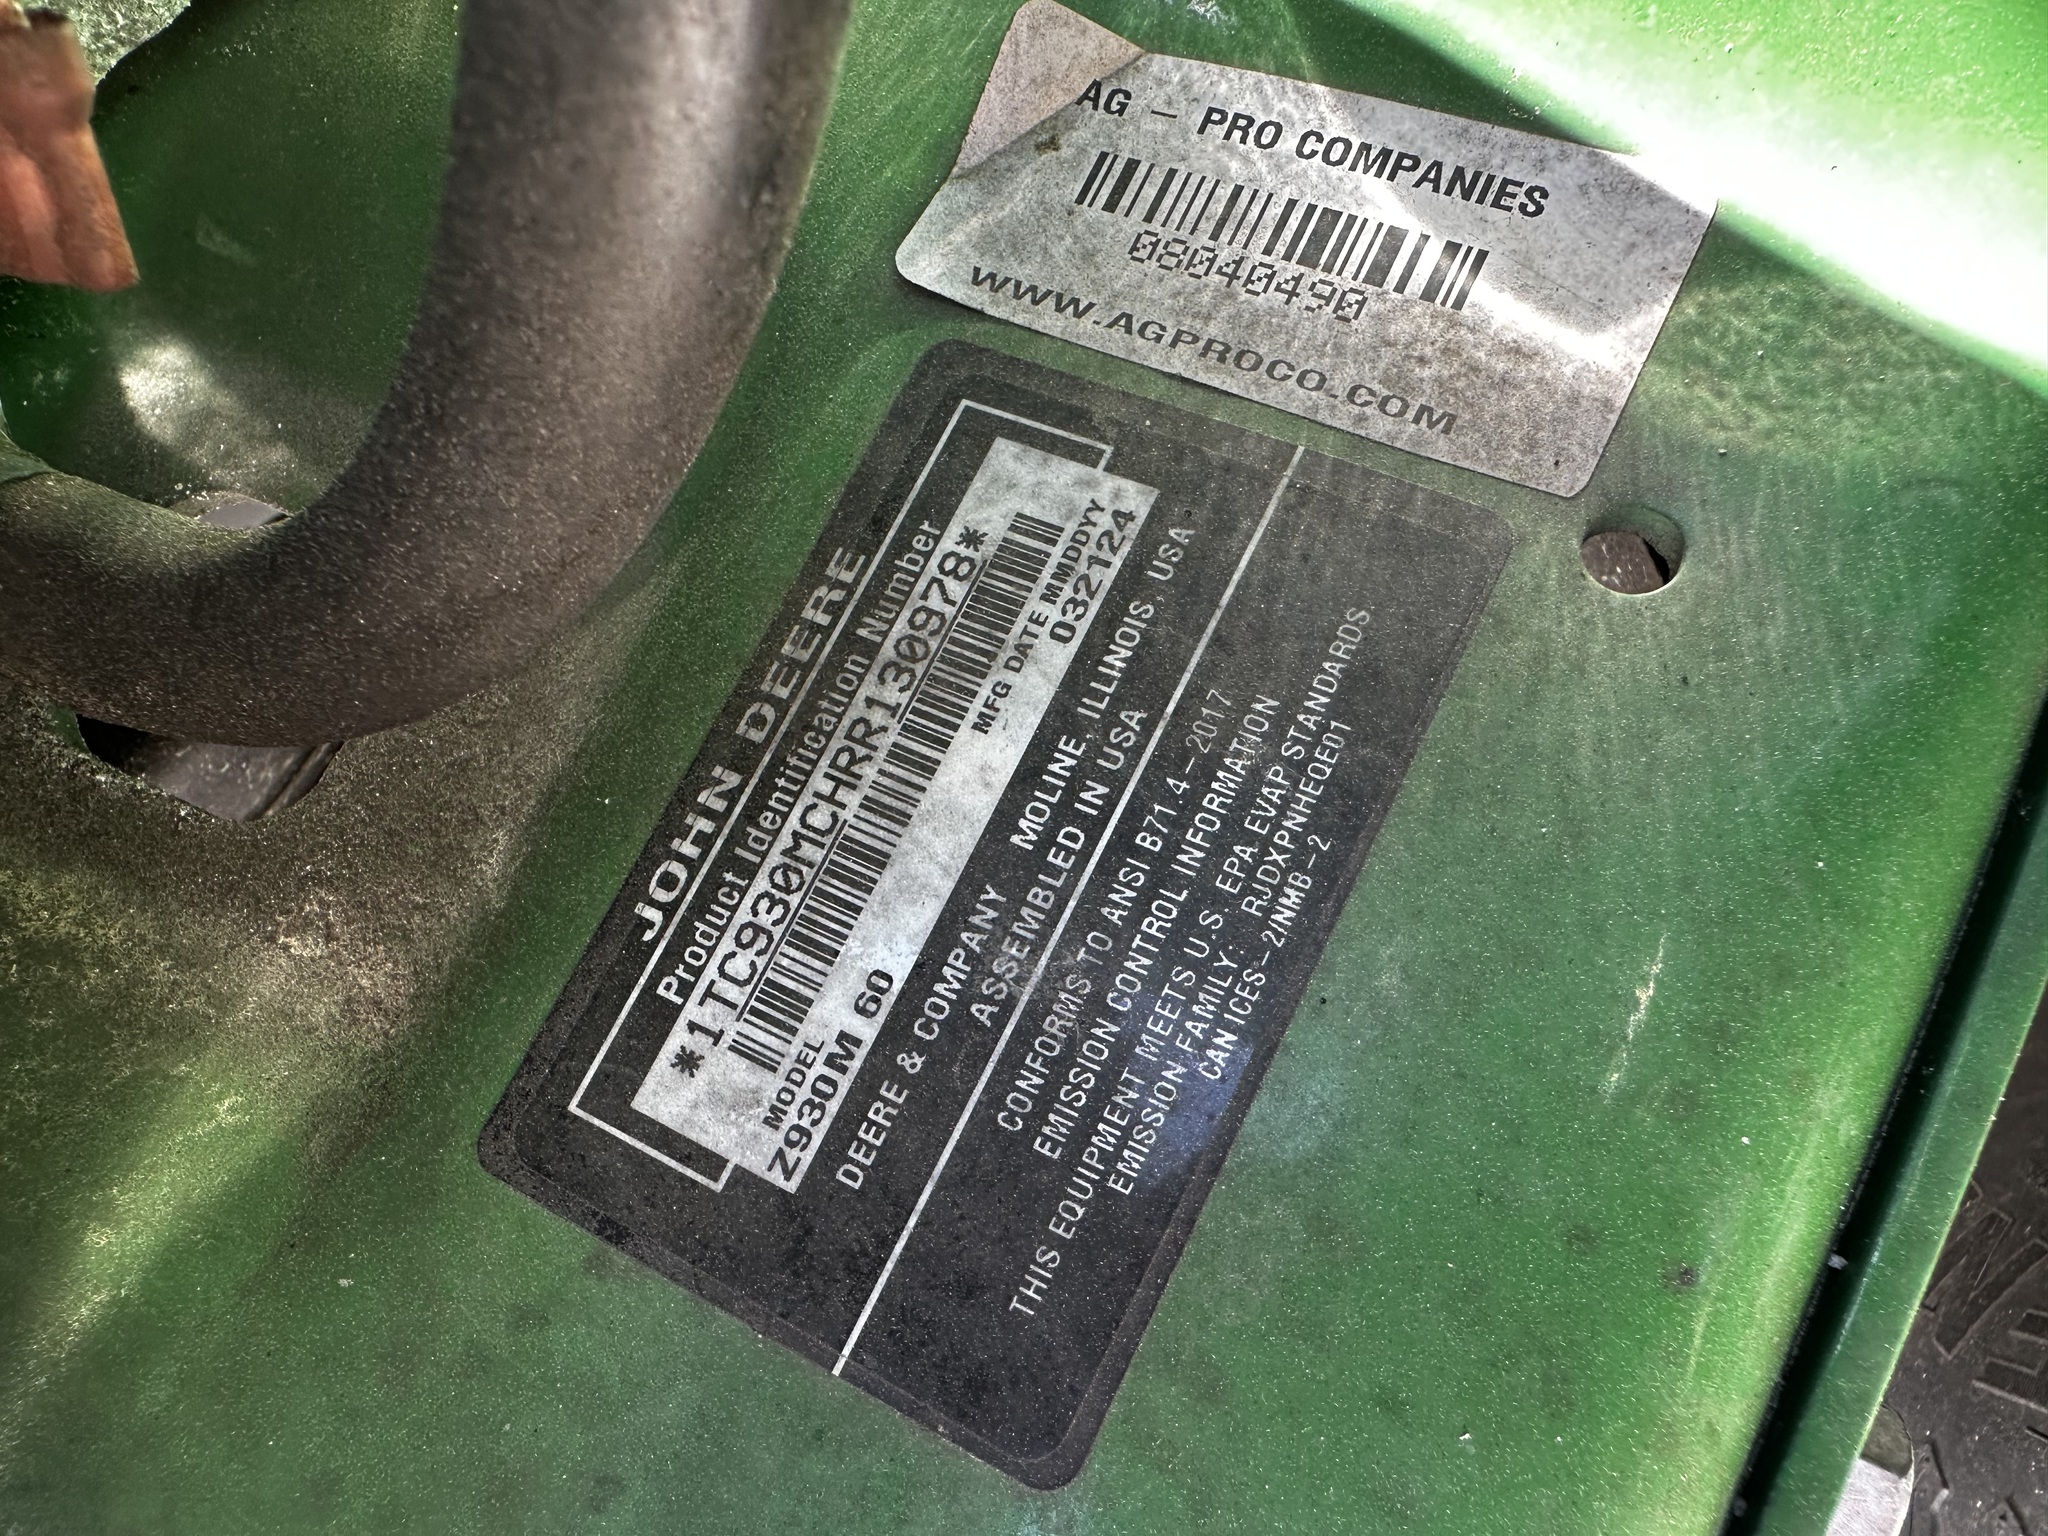 AG - PRO COMPANIES
08040490
WWW.AGPROCO.COM
JOHN DEERE
Product Identification Number
*1TC930MCHRR130978*
MODEL
Z930M 60
MFG DATE MMDDYY
032124
DEERE & COMPANY MOLINE, ILLINOIS, USA
ASSEMBLED IN USA
CONFORMS TO ANSI B71.4-2017
EMISSION CONTROL INFORMATION
THIS EQUIPMENT MEETS U.S. EPA EVAP STANDARDS
EMISSION FAMILY: RJDXPNHEQE01
CAN ICES-2/NMB-2